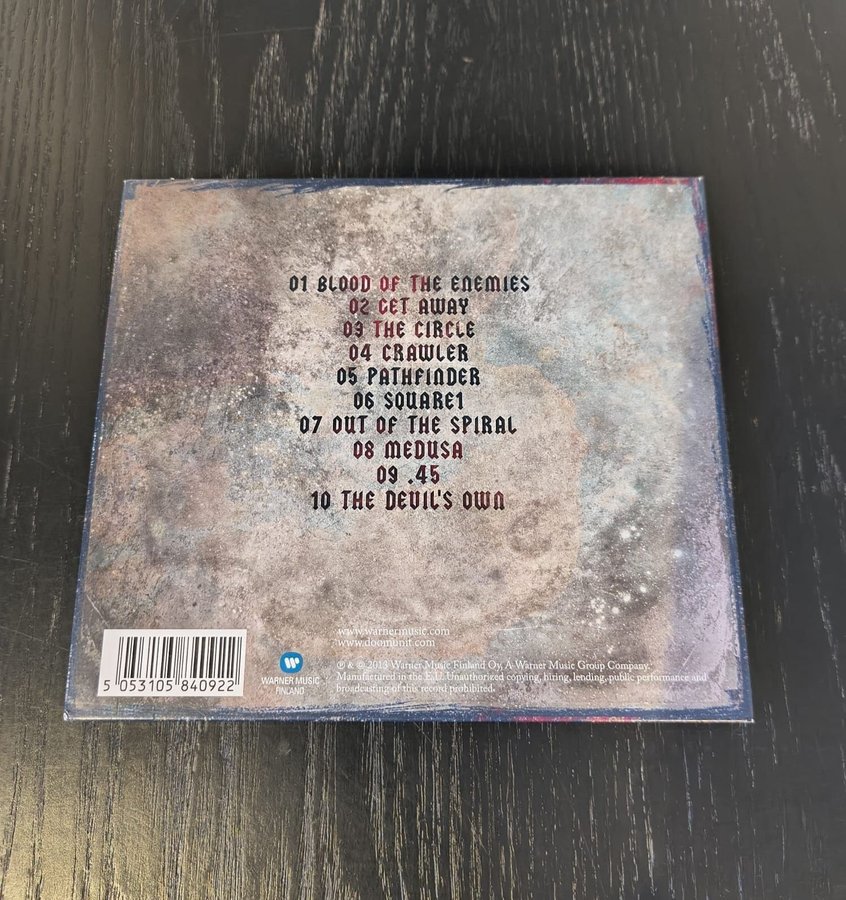 01 BLOOD OF THE ENEMIES
02 GET AWAY
03 THE CIRCLE
04 CRAWLER
05 PATHFINDER
06 SQUARE1
07 OUT OF THE SPIRAL
08 MEDUSA
09 .45
10 THE DEVIL'S OWN
www.warnermusic.com
www.doomunit.com
℗ & © 2013 Warner Music Finland Oy, A Warner Music Group Company.
Manufactured in the E.U. Unauthorized copying, hiring, lending, public performance and
broadcasting of this record prohibited.
WARNER MUSIC
FINLAND
5 053105 840922